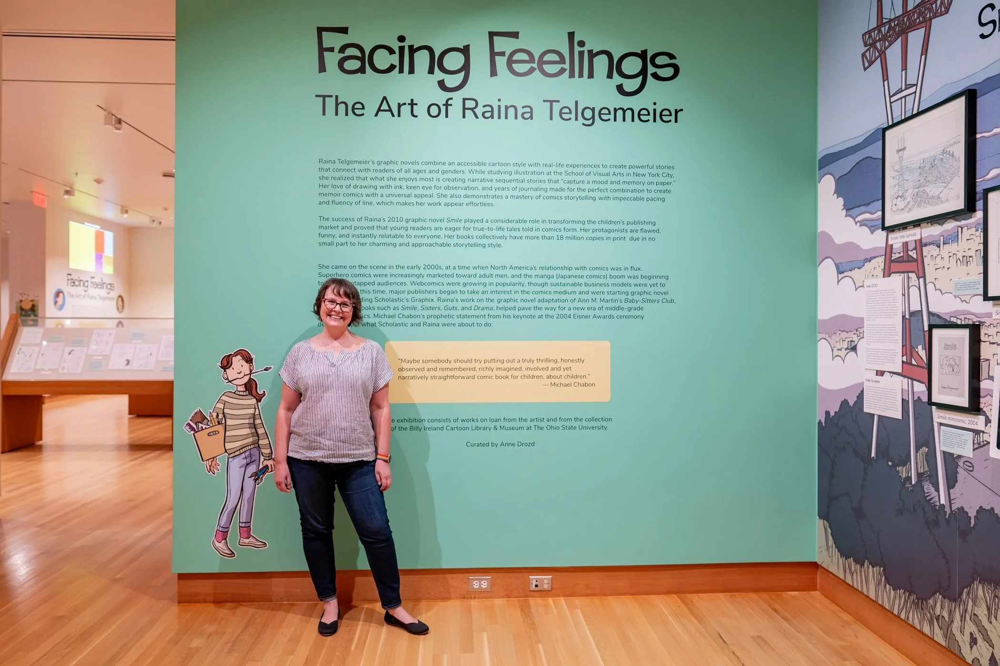 Facing Feelings
The Art of Raina Telgemeier
Raina Telgemeier's graphic novels combine an accessible cartoon style with real-life experiences to create powerful stories
that connect with readers of all ages and genders. While studying illustration at the School of Visual Arts in New York City,
she realized that what she enjoys most is creating narrative sequential stories that "capture a mood and memory on paper."
Her love of drawing with ink, keen eye for observation, and years of journaling made for the perfect combination to create
memoir comics with a universal appeal. She also demonstrates a mastery of comics storytelling with impeccable pacing
and fluency of line, which makes her work appear effortless.
The success of Raina's 2010 graphic novel Smile played a considerable role in transforming the children's publishing
market and proved that young readers are eager for true-to-life tales told in comics form. Her protagonists are flawed,
funny, and instantly relatable to everyone. Her books collectively have more than 18 million copies in print due in no
small part to her charming and approachable storytelling style.
She came on the scene in the early 2000s, at a time when North America's relationship with comics was in flux.
Superhero comics were increasingly marketed toward adult men, and the manga (Japanese comics) boom was beginning
to ntapped audiences. Webcomics were growing in popularity, though sustainable business models were yet to
this time, major publishers began to take an interest in the comics medium and were starting graphic novel
ding Scholastic's Graphix. Raina's work on the graphic novel adaptation of Ann M. Martin's Baby-Sitters Club,
ooks such as Smile, Sisters, Guts, and Drama, helped pave the way for a new era of middle-grade
ics. Michael Chabon's prophetic statement from his keynote at the 2004 Eisner Awards ceremony
de st what Scholastic and Raina were about to do:
"Maybe somebody should try putting out a truly thrilling, honestly
observed and remembered, richly imagined, involved and yet
narratively straightforward comic book for children, about children."
— Michael Chabon
e exhibition consists of works on loan from the artist and from the collection
of the Billy Ireland Cartoon Library & Museum at The Ohio State University.
Curated by Anne Drozd
Facing Feelings
The Art of Raina Telgemeier
Smile, title spread
Smile (2010)
Smile Synopsis
Smile
Raina Telgemeier
Smile minicomic, 2004